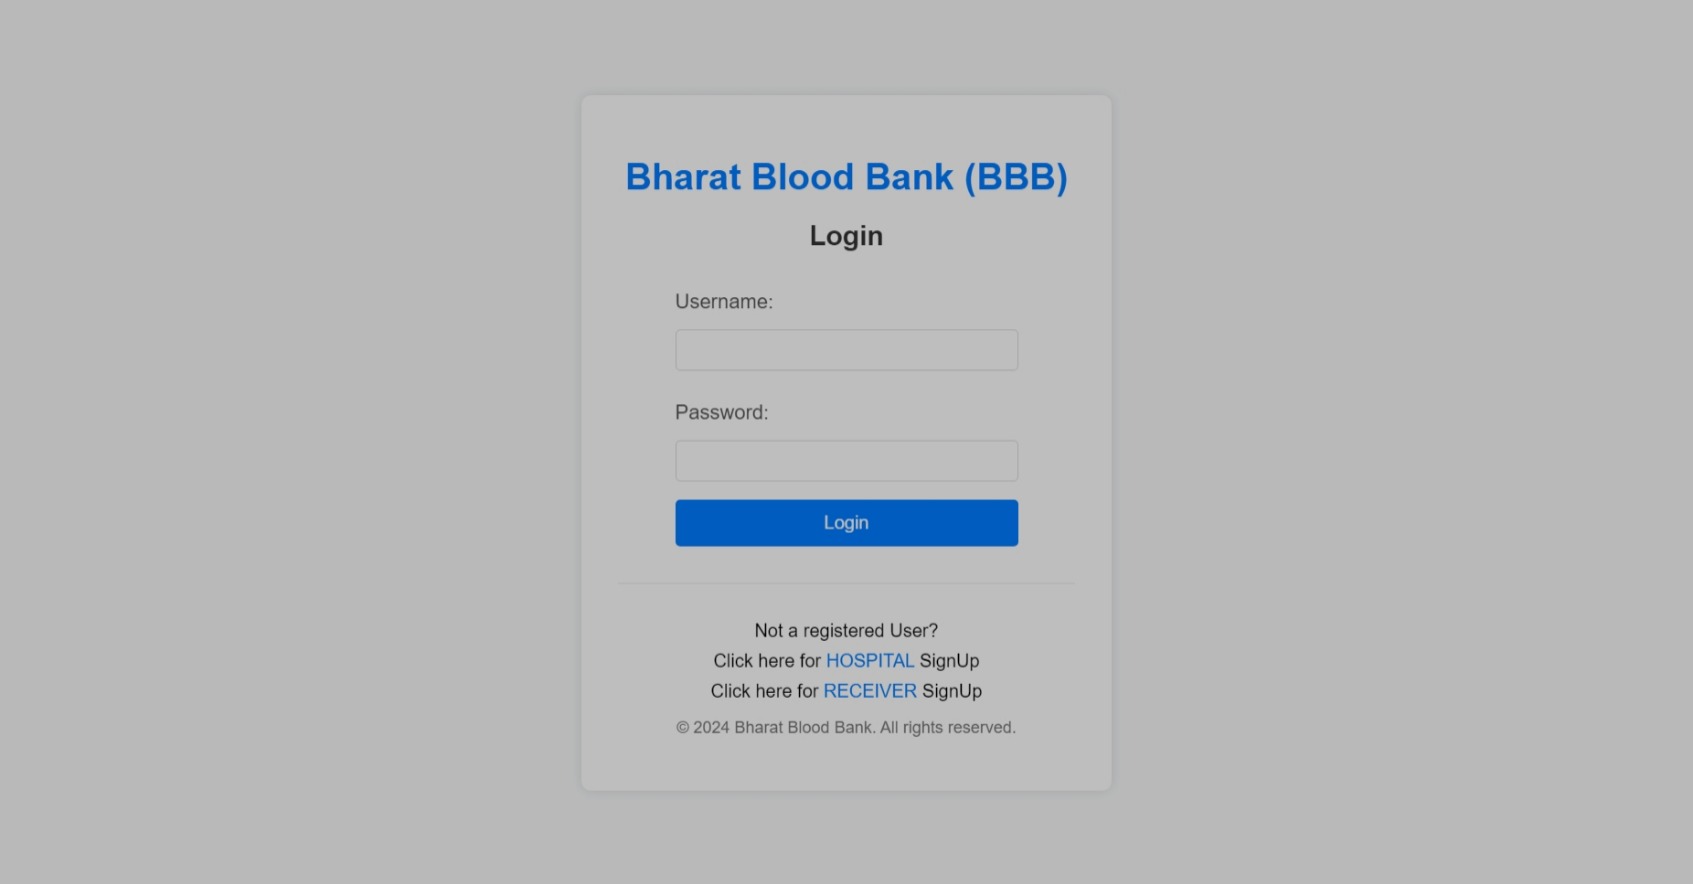 Bharat Blood Bank (BBB)
Login
Username:
Password:
Login
Not a registered User?
Click here for HOSPITAL SignUp
Click here for RECEIVER SignUp
© 2024 Bharat Blood Bank. All rights reserved.